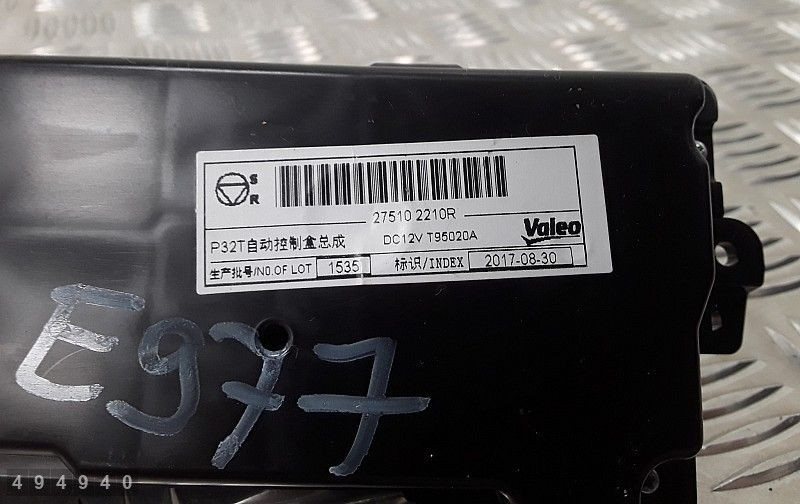 S
R
27510 2210R
P32T自动控制盒总成 DC12V T95020A Valeo
生产批号/NO.OF LOT 1535 标识/INDEX 2017-08-30
E977
494940